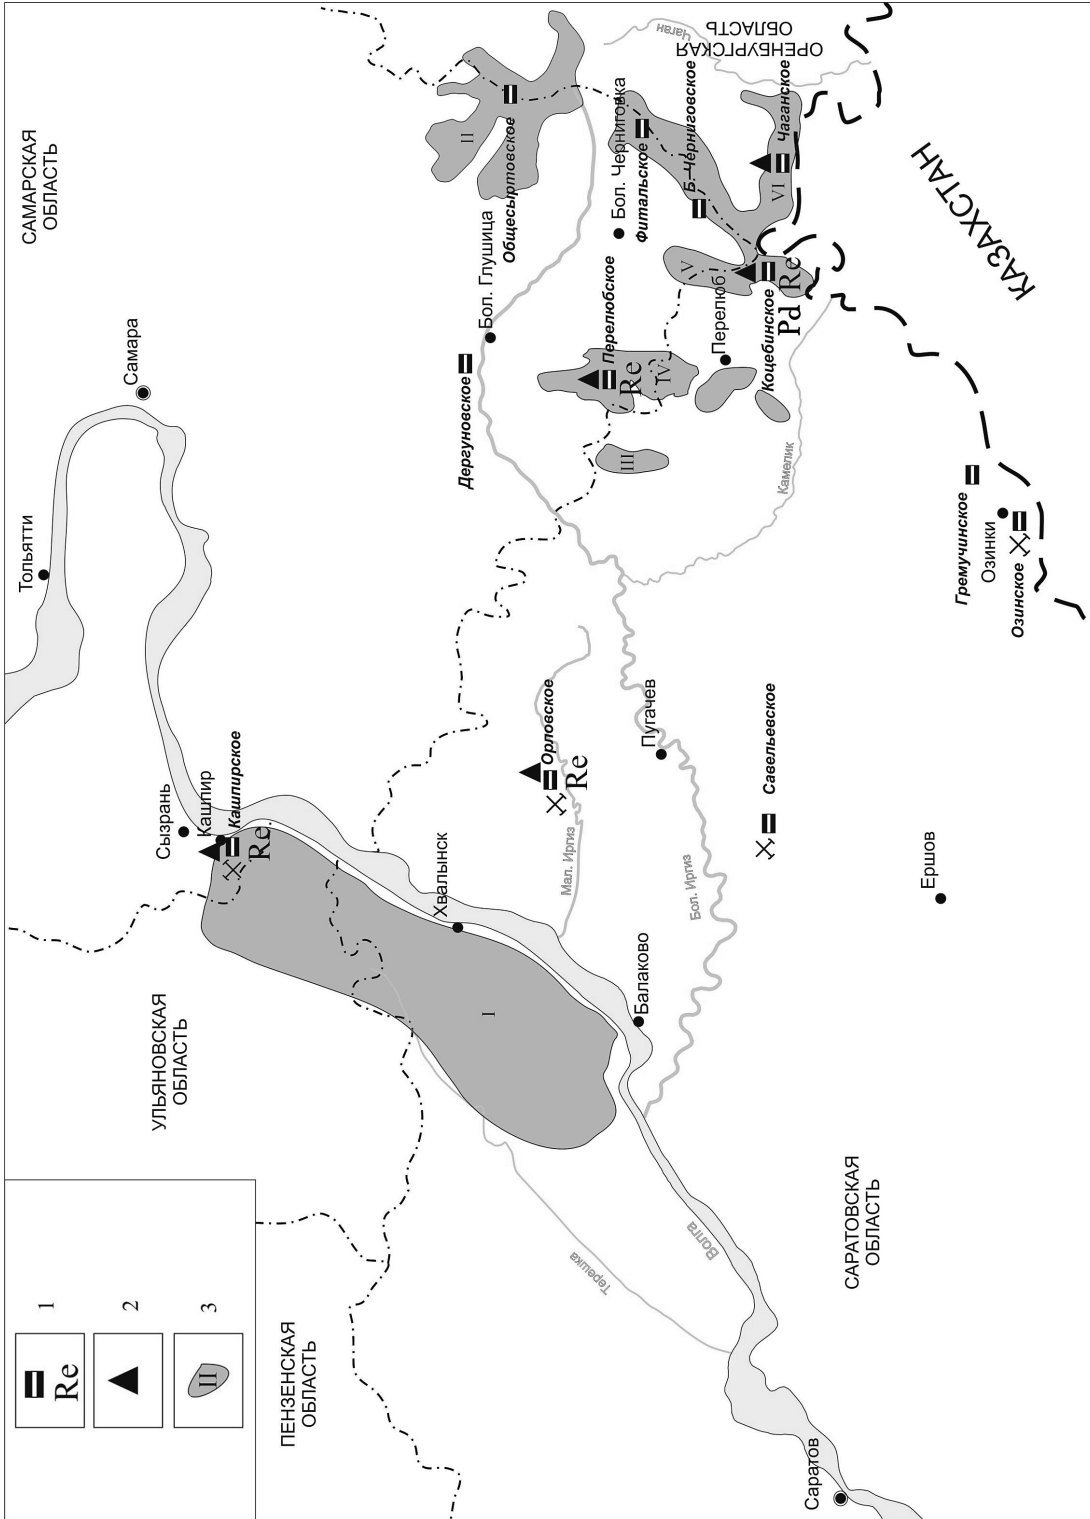 САМАРСКАЯ
ОБЛАСТЬ
Тольятти
Самара
Сызрань
Кашпир
Кашпирское
Re
УЛЬЯНОВСКАЯ
ОБЛАСТЬ
I
Хвалынск
Балаково
Орловское
Re
Мал. Иргиз
Пугачев
Бол. Иргиз
Савельевское
Ершов
Дергуновское
Бол. Глушица
Общесыртовское
II
III
Перелюбское
Re
IV
Перелюб
Бол. Черниговка
Фитальское
Б. Черниговское
V
Коцебинское
Pd Re
VI
Чаганское
Чаган
ОРЕНБУРГСКАЯ
ОБЛАСТЬ
КАЗАХСТАН
Камелик
Гремучинское
Озинки
Озинское
САРАТОВСКАЯ
ОБЛАСТЬ
Волга
Терешка
Саратов
ПЕНЗЕНСКАЯ
ОБЛАСТЬ
Re
1
2
II
3